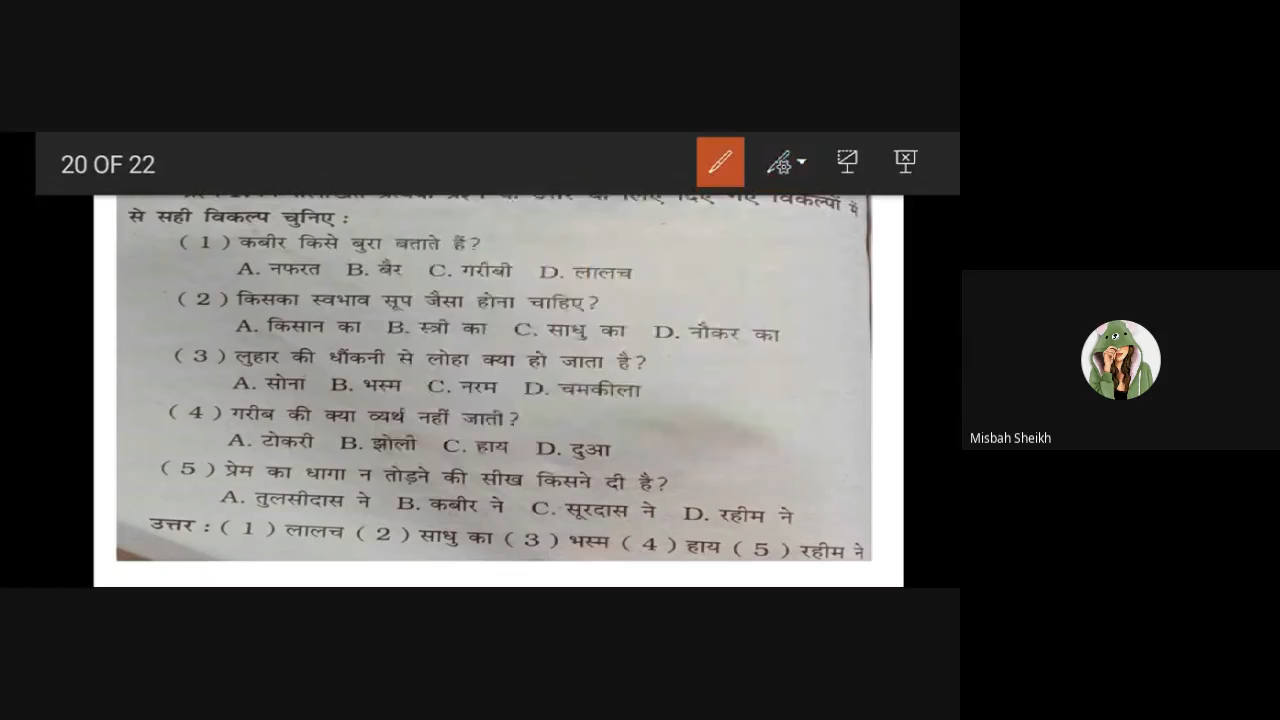 20 OF 22
से सही विकल्प चुनिए :
( 1 ) कबीर किसे बुरा बताते हैं?
A. नफरत B. बैर C. गरीबी D. लालच
( 2 ) किसका स्वभाव सूप जैसा होना चाहिए?
A. किसान का B. स्त्री का C. साधु का D. नौकर का
( 3 ) लुहार की धौंकनी से लोहा क्या हो जाता है?
A. सोना B. भस्म C. नरम D. चमकीला
( 4 ) गरीब की क्या व्यर्थ नहीं जाती?
A. टोकरी B. झोली C. हाय D. दुआ
( 5 ) प्रेम का धागा न तोड़ने की सीख किसने दी है?
A. तुलसीदास ने B. कबीर ने C. सूरदास ने D. रहीम ने
उत्तर : ( 1 ) लालच ( 2 ) साधु का ( 3 ) भस्म ( 4 ) हाय ( 5 ) रहीम ने
Misbah Sheikh